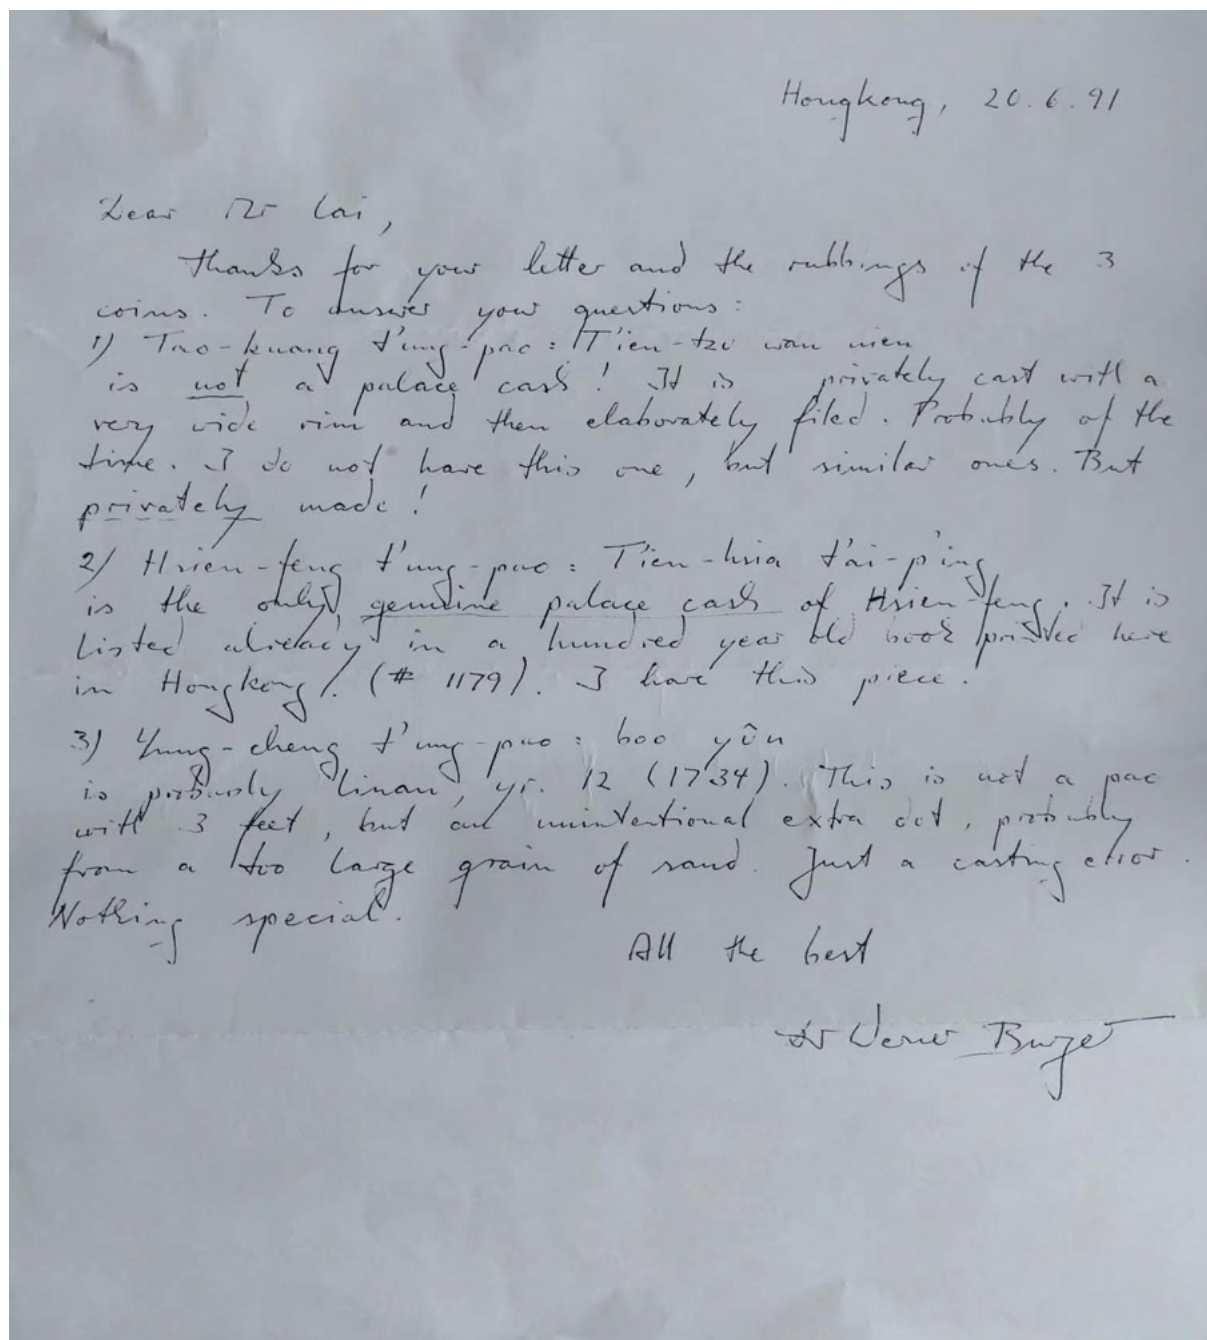 Hongkong, 20.6.91
Dear Mr Lai,
Thanks for your letter and the rubbings of the 3
coins. To answer your questions:
1) Tao-kuang t'ung-pao: T'ien-tzu wan nien
is not a palace cash! It is privately cast with a
very wide rim and then elaborately filed. Probably of the
time. I do not have this one, but similar ones. But
privately made!
2) Hsien-feng t'ung-pao: T'ien-hsia t'ai-p'ing
is the only genuine palace cash of Hsien-feng. It is
listed already in a hundred year old book printed here
in Hongkong. (# 1179). I have this piece.
3) Yung-cheng t'ung-pao: boo yûn
is probably Linan, yr. 12 (1734). This is not a pao
with 3 feet, but an unintentional extra dot, probably
from a too large grain of sand. Just a casting error.
Nothing special.
All the best
Dr Werner Burger